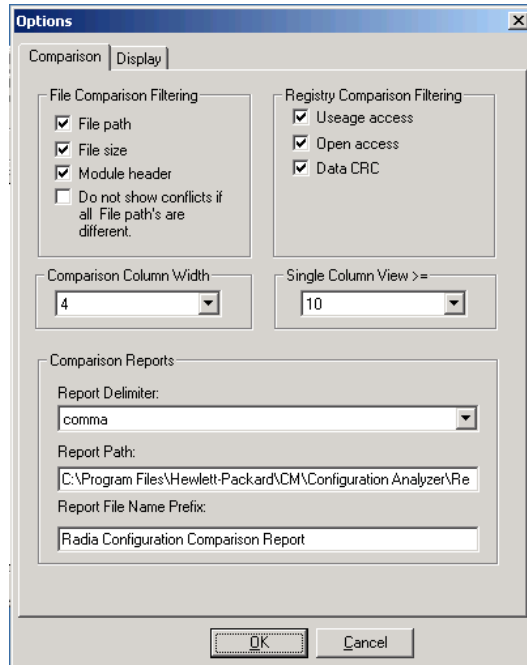 Options
Comparison
Display
File Comparison Filtering
File path
File size
Module header
Do not show conflicts if
all File path's are
different.
Registry Comparison Filtering
Useage access
Open access
Data CRC
Comparison Column Width
4
Single Column View >=
10
Comparison Reports
Report Delimiter:
comma
Report Path:
C:\Program Files\Hewlett-Packard\CM\Configuration Analyzer\Re
Report File Name Prefix:
Radia Configuration Comparison Report
OK
Cancel